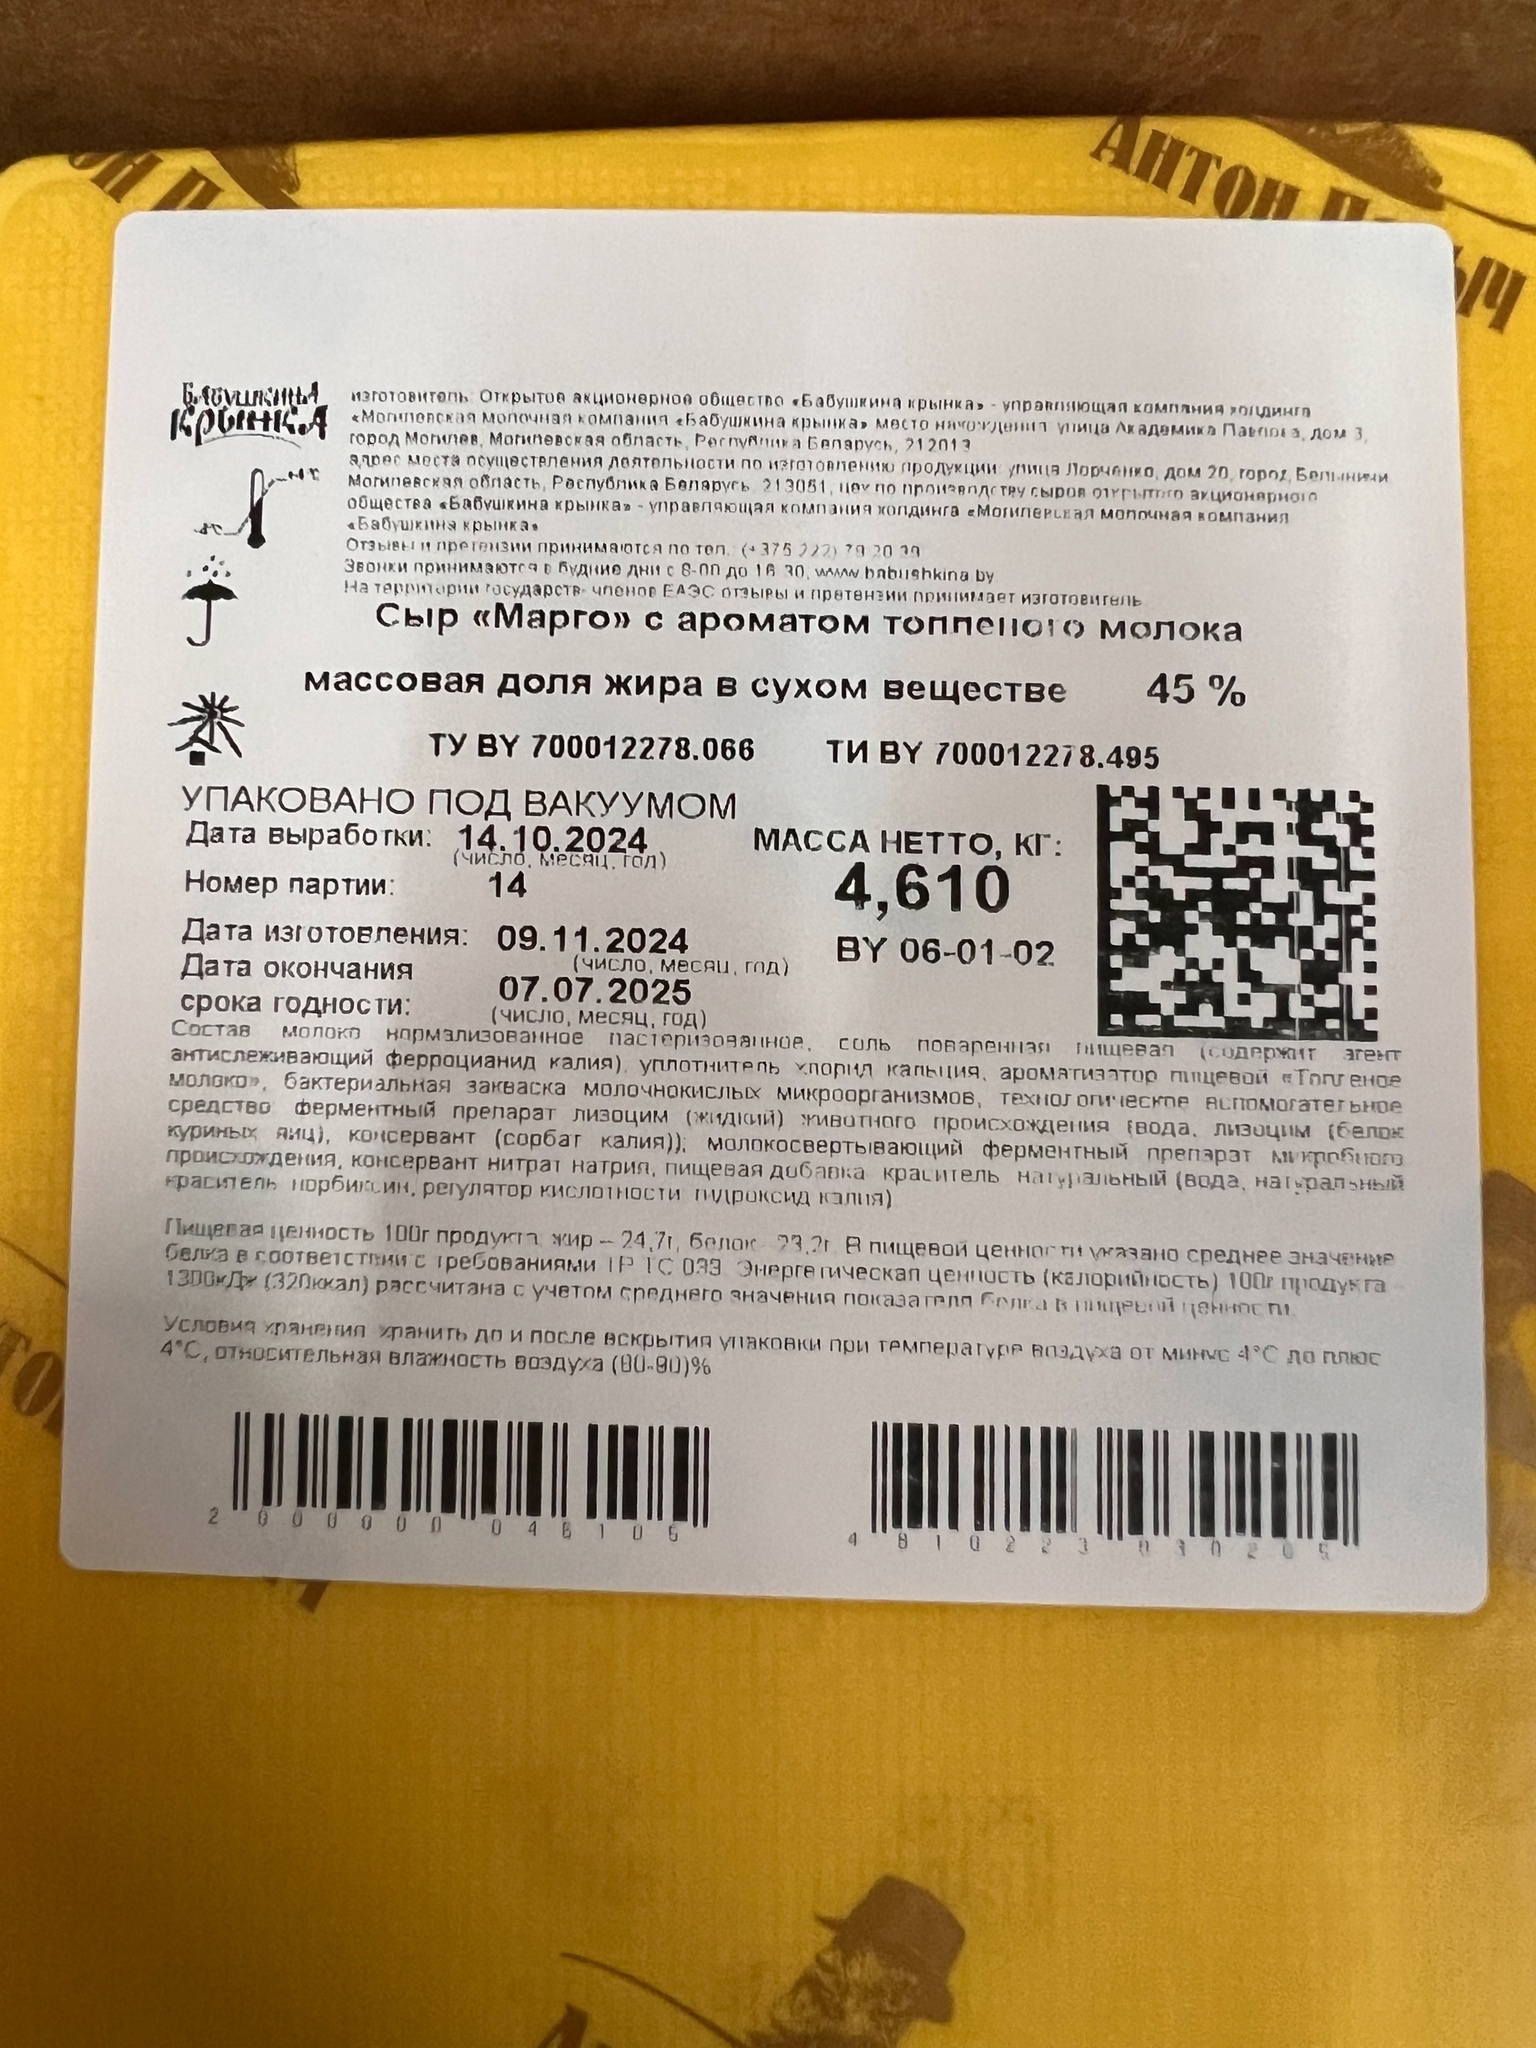 АНТОН
БАБУШКИНА
КРЫНКА
изготовитель: Открытое акционерное общество «Бабушкина крынка» - управляющая компания холдинга
«Могилевская молочная компания «Бабушкина крынка» место нахождения улица Академика Павлова, дом 3,
город Могилев, Могилевская область, Республика Беларусь, 212013
адрес места осуществления деятельности по изготовлению продукции: улица Лорченко, дом 20, город Белыничи
Могилевская область, Республика Беларусь, 213051, цех по производству сыров открытого акционерного
общества «Бабушкина крынка» - управляющая компания холдинга «Могилевская молочная компания
«Бабушкина крынка»
Отзывы и претензии принимаются по тел.: (+375 222)
Звонки принимаются в будние дни с 8-00 до 16-30, www.babushkina.by
На территории государств- членов ЕАЭС отзывы и претензии принимает изготовитель
Сыр «Марго» с ароматом топленого молока
массовая доля жира в сухом веществе 45 %
ТУ BY 700012278.066 ТИ BY 700012278.495
УПАКОВАНО ПОД ВАКУУМОМ
Дата выработки: 14.10.2024 МАССА НЕТТО, КГ:
(число, месяц, год)
Номер партии: 14 4,610
Дата изготовления: 09.11.2024 BY 06-01-02
(число, месяц, год)
Дата окончания
срока годности: 07.07.2025
(число, месяц, год)
Состав молоко нормализованное пастеризованное, соль поваренная пищевая (содержит агент
антислеживающий ферроцианид калия), уплотнитель хлорид кальция, ароматизатор пищевой «Топленое
молоко», бактериальная закваска молочнокислых микроорганизмов, технологическое вспомогательное
средство ферментный препарат лизоцим (жидкий) животного происхождения (вода, лизоцим (белок
куриных яиц), консервант (сорбат калия)); молокосвертывающий ферментный препарат микробного
происхождения, консервант нитрат натрия, пищевая добавка краситель натуральный (вода, натуральный
краситель норбиксин, регулятор кислотности гидроксид калия)
Пищевая ценность 100г продукта: жир – 24,7г, белок - 23,2г. В пищевой ценности указано среднее значение
белка в соответствии с требованиями ТР ТС 033. Энергетическая ценность (калорийность) 100г продукта
1300кДж (320ккал) рассчитана с учетом среднего значения показателя белка в пищевой ценности.
Условия хранения: хранить до и после вскрытия упаковки при температуре воздуха от минус 4°С до плюс
4°С, относительная влажность воздуха
2 000000 046106
4 810223